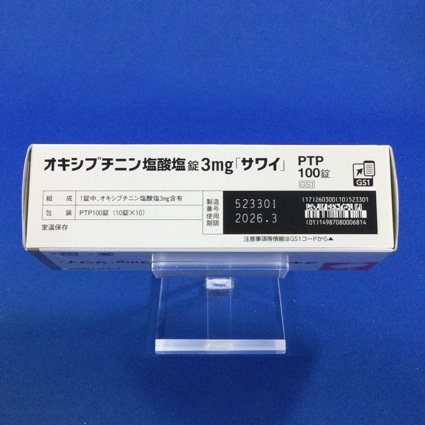 オキシブチニン塩酸塩錠3mg「サワイ」 PTP
100錠
GS1
GS1
組成 1錠中、オキシブチニン塩酸塩3mg含有
包装 PTP100錠(10錠×10)
室温保存
製造番号 523301
使用期限 2026.3
(17)260300(10)523301
(01)14987080006814
注意事項等情報はGS1コードから▲